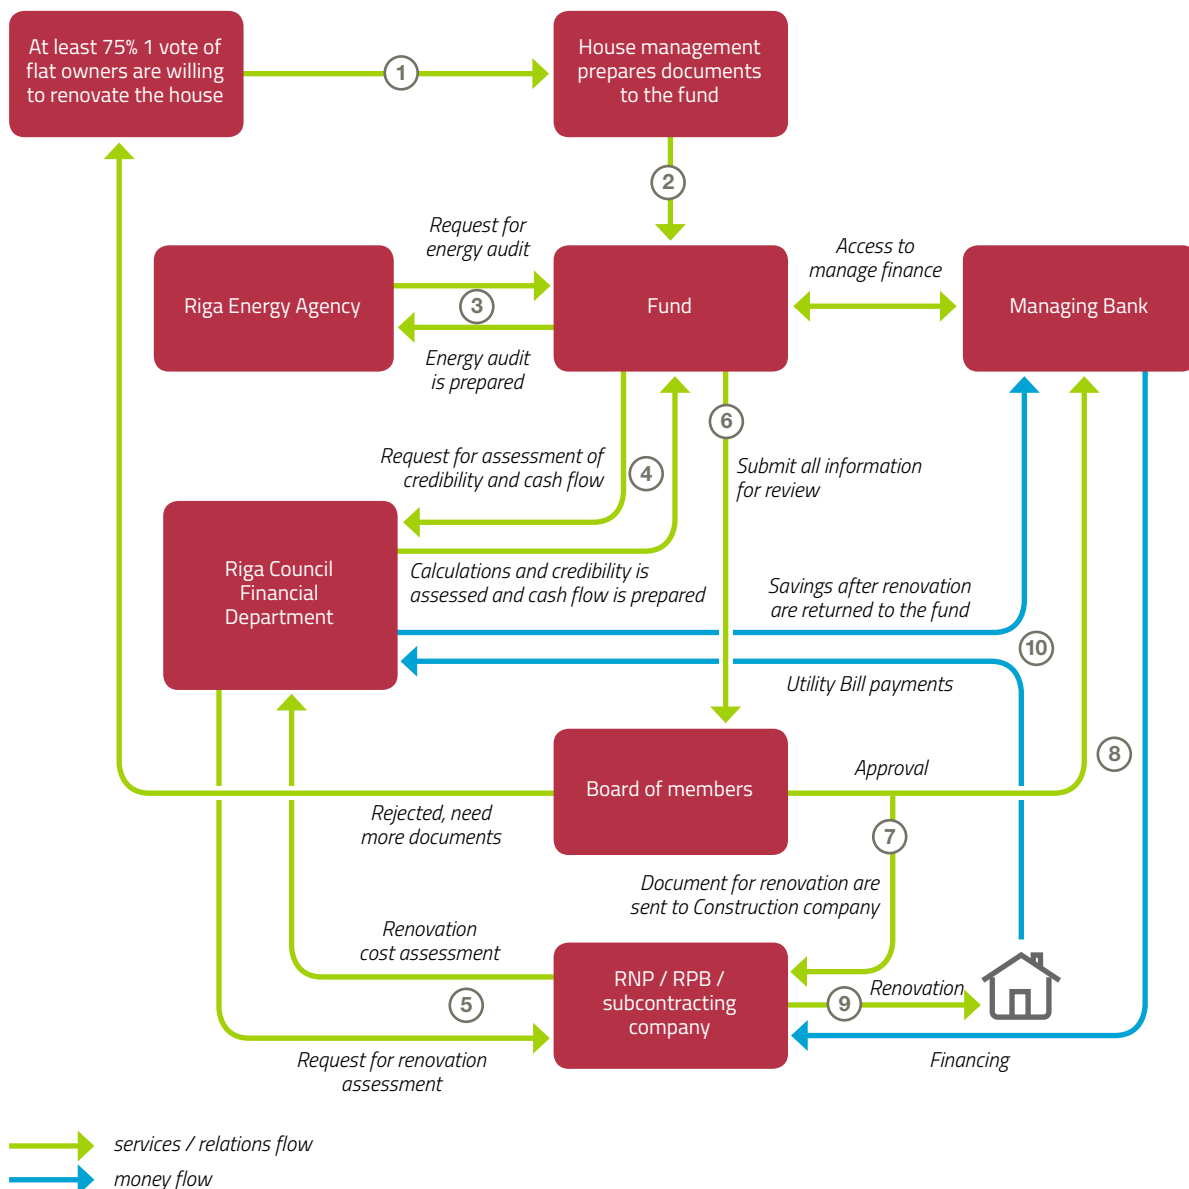 At least 75% 1 vote of
flat owners are willing
to renovate the house
1
House management
prepares documents
to the fund
2
Request for
energy audit
Access to
manage finance
Riga Energy Agency
3
Fund
Managing Bank
Energy audit
is prepared
6
Request for assessment of
credibility and cash flow
4
Submit all information
for review
Riga Council
Financial
Department
Calculations and credibility is
assessed and cash flow is prepared
Savings after renovation
are returned to the fund
10
Utility Bill payments
Board of members
Approval
8
Rejected, need
more documents
7
Document for renovation are
sent to Construction company
Renovation
cost assessment
RNP / RPB /
subcontracting
company
5
9
Renovation
Request for renovation
assessment
Financing
services / relations flow
money flow